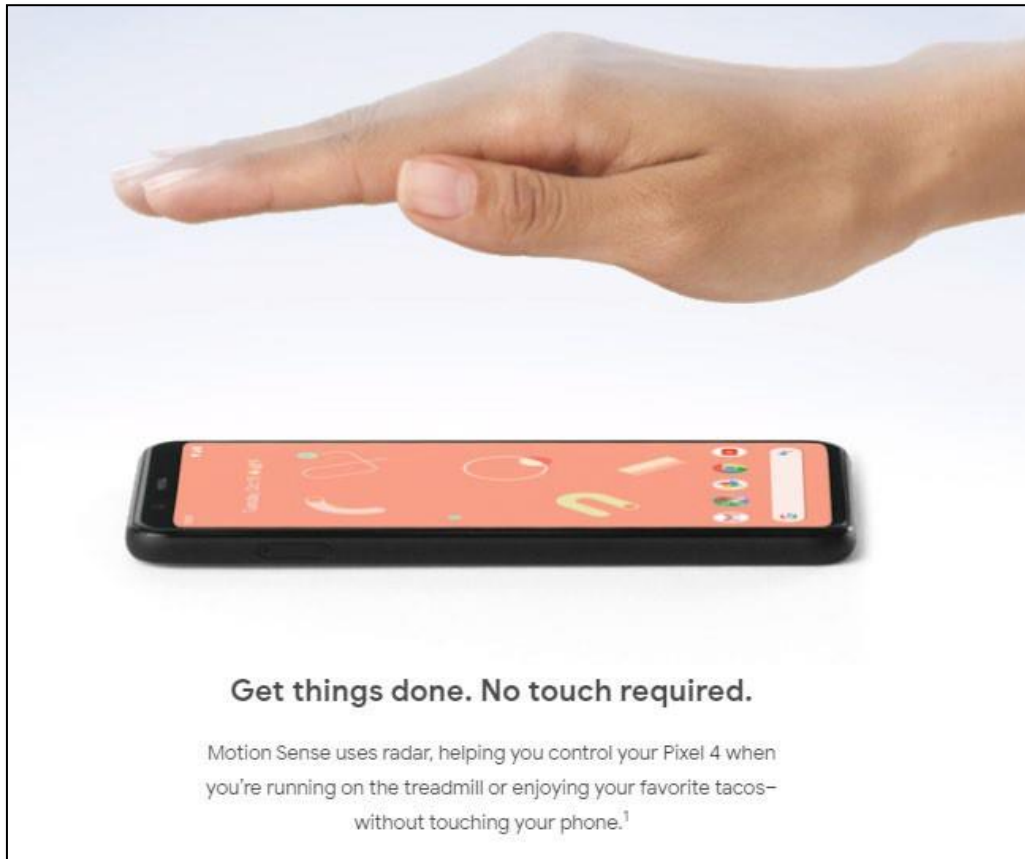 Get things done. No touch required.
Motion Sense uses radar, helping you control your Pixel 4 when
you're running on the treadmill or enjoying your favorite tacos–
without touching your phone.¹